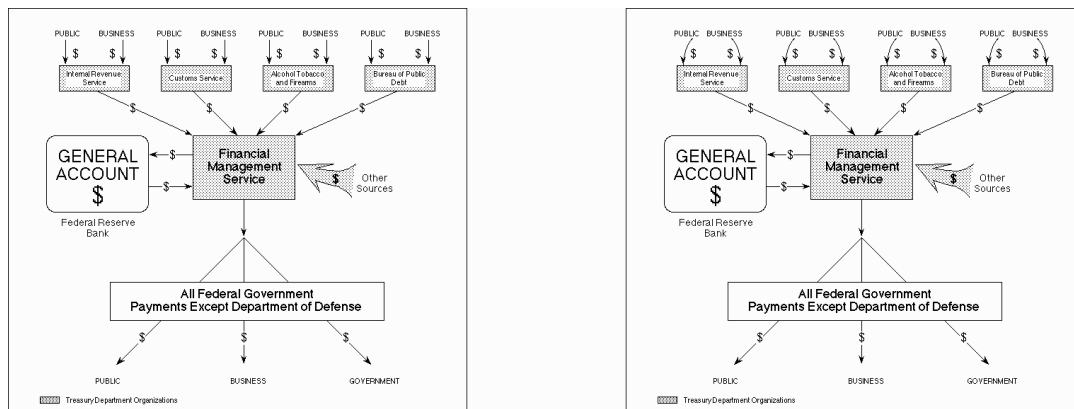 PUBLIC BUSINESS PUBLIC BUSINESS PUBLIC BUSINESS PUBLIC BUSINESS
$ $ $ $
Internal Revenue
Service
Customs Service
Alcohol Tobacco
and Firearms
Bureau of Public
Debt
$ $ $ $
GENERAL
ACCOUNT
$
Federal Reserve
Bank
$
$
Financial
Management
Service
$
Other
Sources
All Federal Government
Payments Except Department of Defense
$ $ $
PUBLIC BUSINESS GOVERNMENT
Treasury Department Organizations
PUBLIC BUSINESS PUBLIC BUSINESS PUBLIC BUSINESS PUBLIC BUSINESS
$ $ $ $
Internal Revenue
Service
Customs Service
Alcohol Tobacco
and Firearms
Bureau of Public
Debt
$ $ $ $
GENERAL
ACCOUNT
$
Federal Reserve
Bank
$
$
Financial
Management
Service
$
Other
Sources
All Federal Government
Payments Except Department of Defense
$ $ $
PUBLIC BUSINESS GOVERNMENT
Treasury Department Organizations